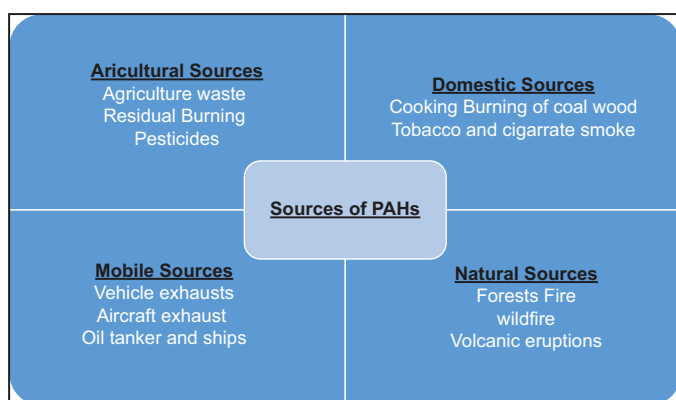 Aricultural Sources
Agriculture waste
Residual Burning
Pesticides
Domestic Sources
Cooking Burning of coal wood
Tobacco and cigarrate smoke
Sources of PAHs
Mobile Sources
Vehicle exhausts
Aircraft exhaust
Oil tanker and ships
Natural Sources
Forests Fire
wildfire
Volcanic eruptions